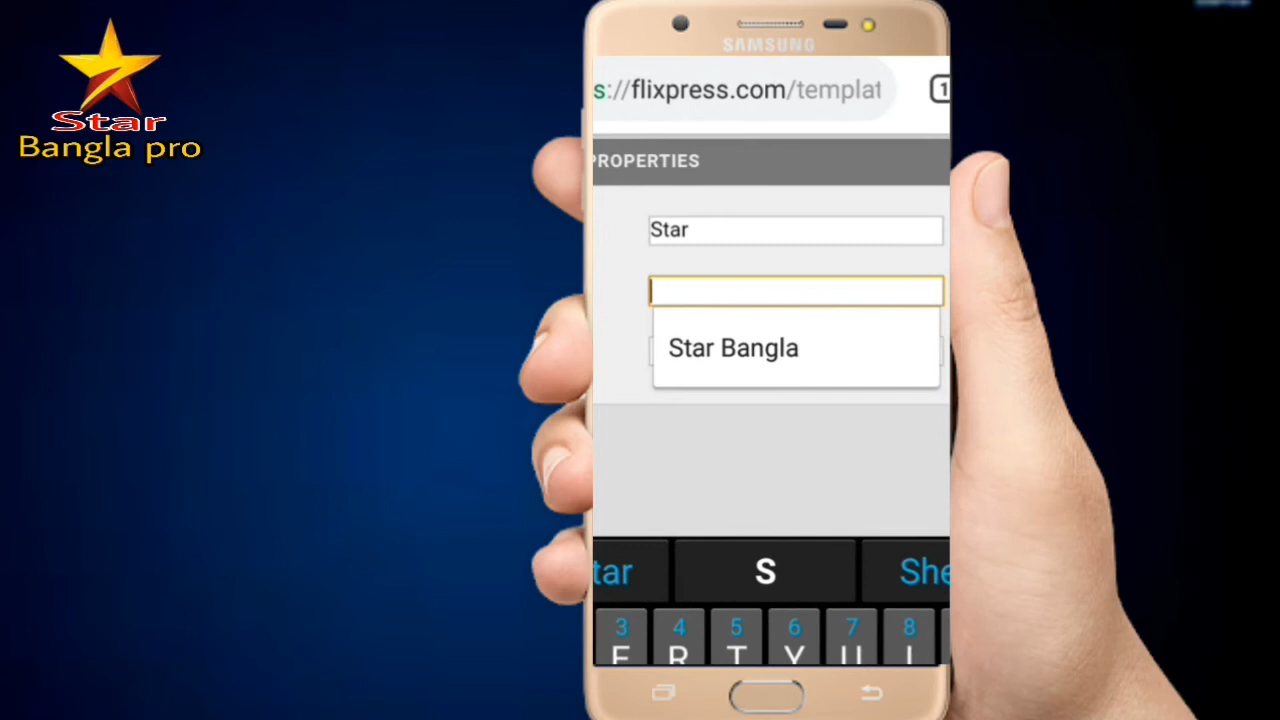 Star
Bangla pro
SAMSUNG
s://flixpress.com/templat
1
PROPERTIES
Star
Star Bangla
tar S She
3 4 5 6 7 8
E R T Y U I